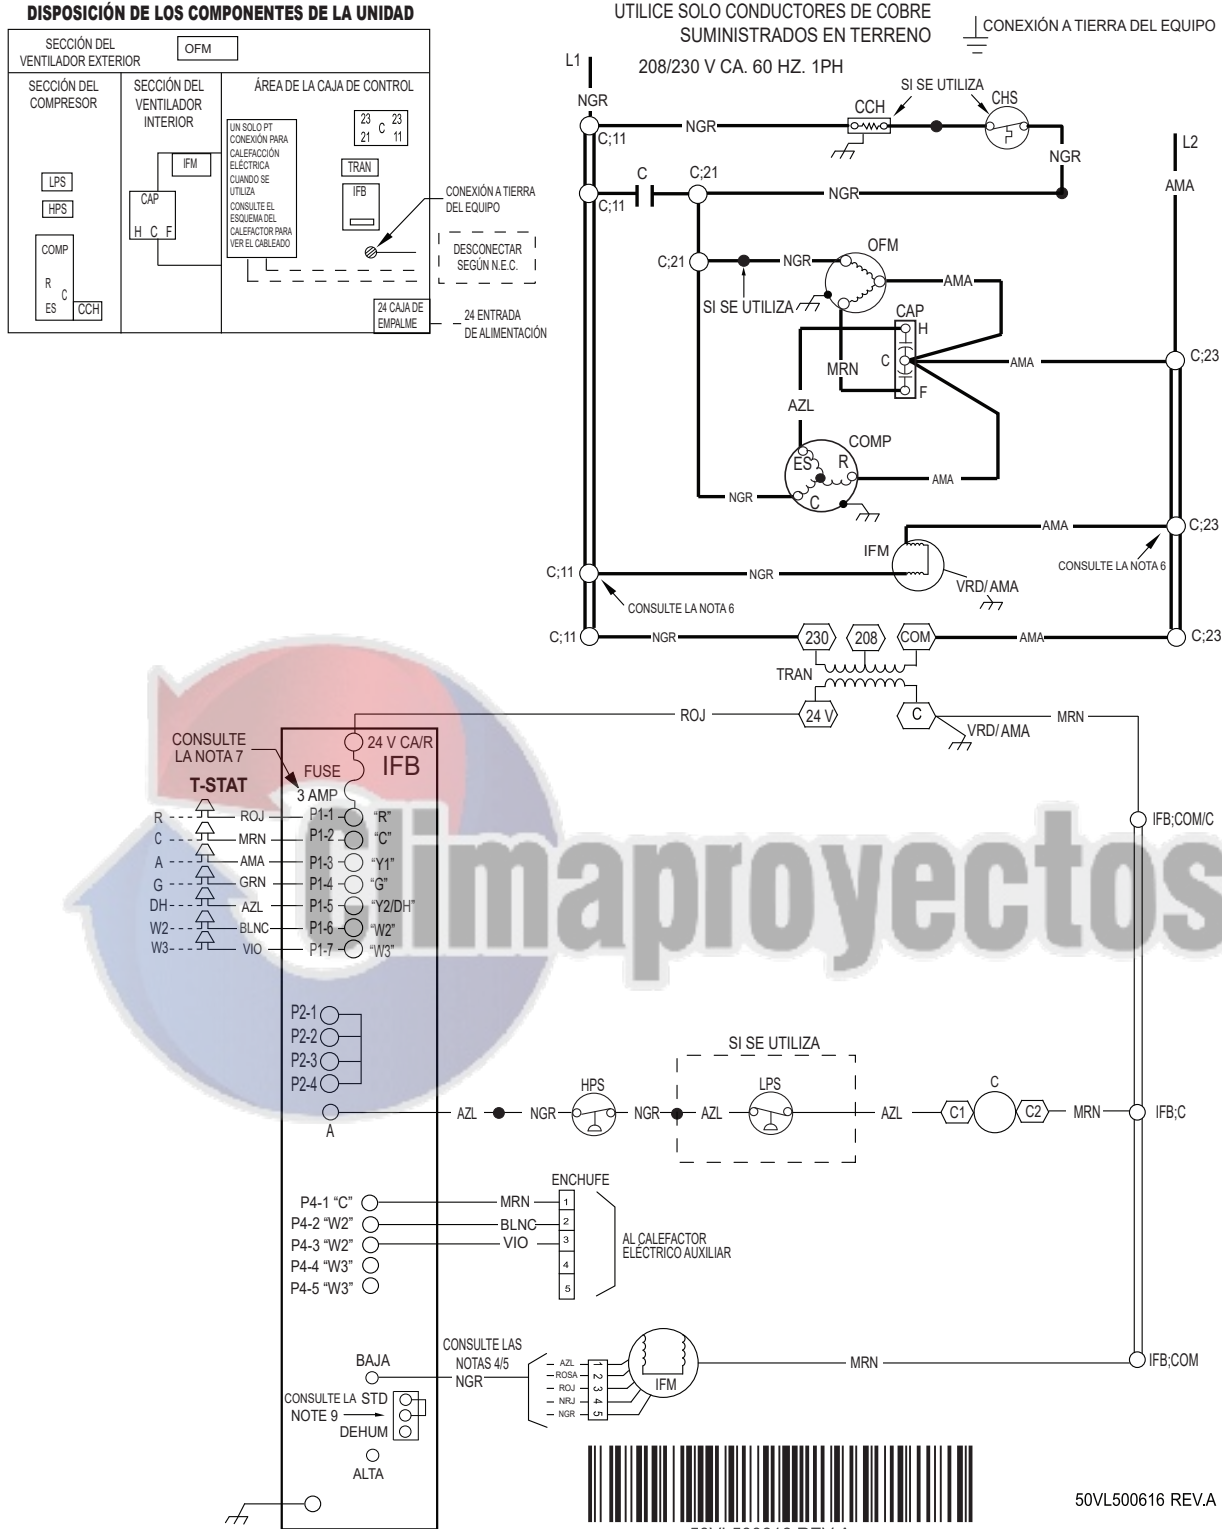 DISPOSICIÓN DE LOS COMPONENTES DE LA UNIDAD
SECCIÓN DEL
VENTILADOR EXTERIOR
OFM
SECCIÓN DEL
COMPRESOR
SECCIÓN DEL
VENTILADOR
INTERIOR
ÁREA DE LA CAJA DE CONTROL
UN SOLO PT
CONEXIÓN PARA
CALEFACCIÓN
ELÉCTRICA
CUANDO SE
UTILIZA
CONSULTE EL
ESQUEMA DEL
CALEFACTOR PARA
VER EL CABLEADO
23 C 23
21 11
TRAN
IFB
IFM
CAP
H C F
LPS
HPS
COMP
R
C
ES
CCH
CONEXIÓN A TIERRA
DEL EQUIPO
DESCONECTAR
SEGÚN N.E.C.
24 CAJA DE
EMPALME
24 ENTRADA
DE ALIMENTACIÓN
UTILICE SOLO CONDUCTORES DE COBRE
SUMINISTRADOS EN TERRENO
CONEXIÓN A TIERRA DEL EQUIPO
208/230 V CA. 60 HZ. 1PH
L1
NGR
C;11
NGR
CCH
SI SE UTILIZA
CHS
NGR
L2
AMA
C;11
C
C;21
NGR
C;21
NGR
OFM
SI SE UTILIZA
AMA
CAP
H
C
F
MRN
AMA
C;23
AZL
COMP
ES
R
C
AMA
NGR
IFM
AMA
C;23
CONSULTE LA NOTA 6
C;11
NGR
VRD/AMA
CONSULTE LA NOTA 6
C;11
NGR
230
208
COM
AMA
C;23
TRAN
ROJ
24 V
C
VRD/AMA
MRN
CONSULTE
LA NOTA 7
24 V CA/R
IFB
FUSE
3 AMP
T-STAT
R ROJ P1-1 “R”
C MRN P1-2 “C”
A AMA P1-3 “Y1”
G GRN P1-4 “G”
DH AZL P1-5 “Y2/DH”
W2 BLNC P1-6 “W2”
W3 VIO P1-7 “W3”
IFB;COM/C
Climaproyectos
P2-1
P2-2
P2-3
P2-4
A
AZL
NGR
HPS
NGR
SI SE UTILIZA
AZL
LPS
AZL
C1
C
C2
MRN
IFB;C
ENCHUFE
P4-1 “C” MRN 1
P4-2 “W2” BLNC 2
P4-3 “W2” VIO 3
P4-4 “W3” 4
P4-5 “W3” 5
AL CALEFACTOR
ELÉCTRICO AUXILIAR
BAJA
CONSULTE LAS
NOTAS 4/5
NGR
AZL 1
ROSA 2
ROJ 3
NRJ 4
NGR 5
IFM
MRN
IFB;COM
CONSULTE LA STD
NOTE 9
DEHUM
ALTA
50VL500616 REV.A